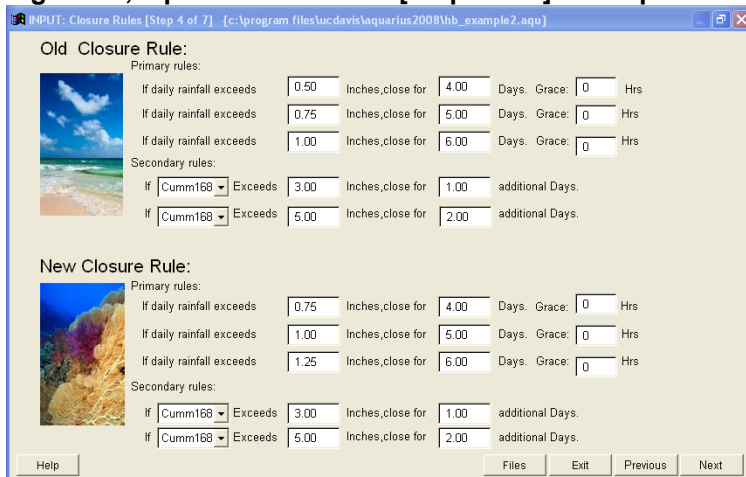 INPUT: Closure Rules [Step 4 of 7] {c:\program files\ucdavis\aquarius2008\hb_example2.aqu}
Old Closure Rule:
Primary rules:
If daily rainfall exceeds 0.50 Inches,close for 4.00 Days. Grace: 0 Hrs
If daily rainfall exceeds 0.75 Inches,close for 5.00 Days. Grace: 0 Hrs
If daily rainfall exceeds 1.00 Inches,close for 6.00 Days. Grace: 0 Hrs
Secondary rules:
If Cumm168 Exceeds 3.00 Inches,close for 1.00 additional Days.
If Cumm168 Exceeds 5.00 Inches,close for 2.00 additional Days.
New Closure Rule:
Primary rules:
If daily rainfall exceeds 0.75 Inches,close for 4.00 Days. Grace: 0 Hrs
If daily rainfall exceeds 1.00 Inches,close for 5.00 Days. Grace: 0 Hrs
If daily rainfall exceeds 1.25 Inches,close for 6.00 Days. Grace: 0 Hrs
Secondary rules:
If Cumm168 Exceeds 3.00 Inches,close for 1.00 additional Days.
If Cumm168 Exceeds 5.00 Inches,close for 2.00 additional Days.
Help Files Exit Previous Next